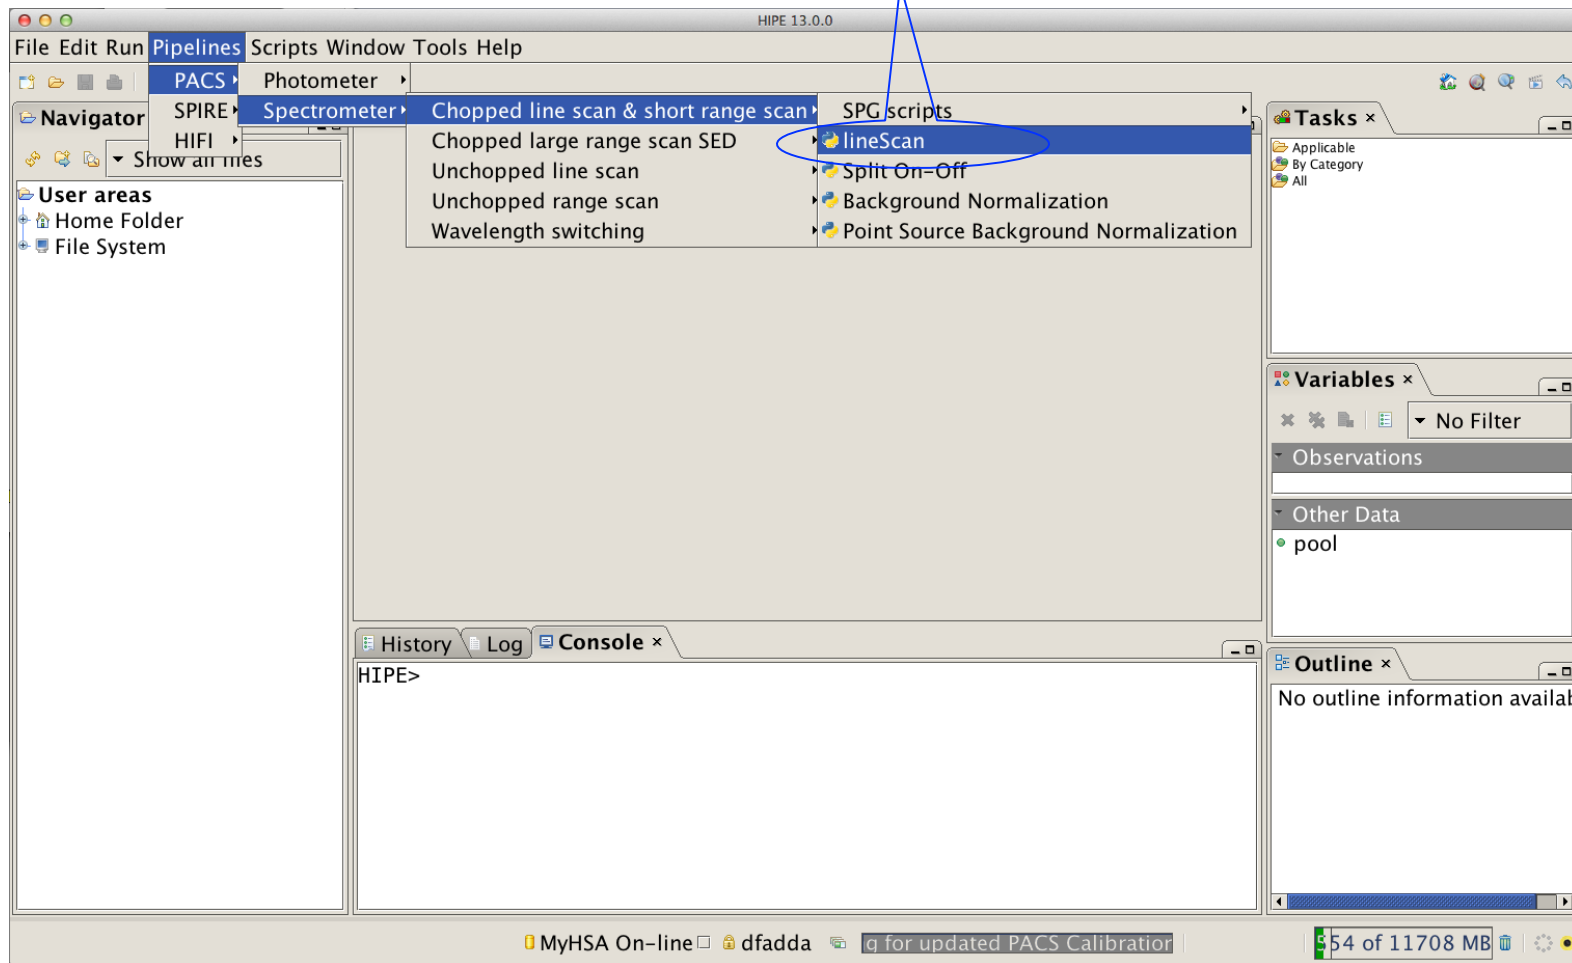 HIPE 13.0.0
File Edit Run Pipelines Scripts Window Tools Help
PACS
Photometer
SPIRE
Spectrometer
HIFI
Chopped line scan & short range scan
Chopped large range scan SED
Unchopped line scan
Unchopped range scan
Wavelength switching
SPG scripts
lineScan
Split On-Off
Background Normalization
Point Source Background Normalization
Navigator
Show all files
User areas
Home Folder
File System
Tasks ×
Applicable
By Category
All
Variables ×
No Filter
Observations
Other Data
pool
History
Log
Console ×
HIPE>
Outline ×
No outline information availab
MyHSA On-line
dfadda
g for updated PACS Calibration
554 of 11708 MB